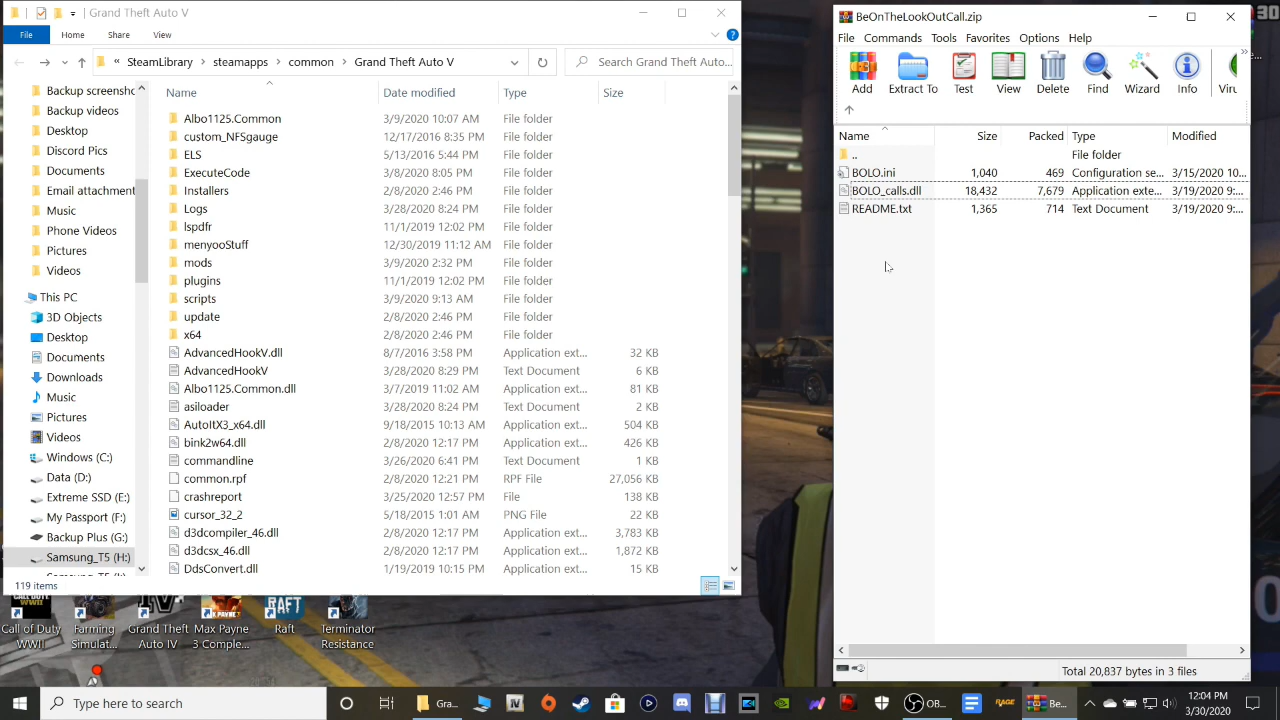 Grand Theft Auto V
File Home Share View
« SteamLibrary > steamapps > common > Grand Theft Auto V
Search Grand Theft Auto...
Backup screensh
Backup videos
Desktop
Discord Pics
Documents
Email attachment
Music
Phone Videos
Pictures
Videos
This PC
3D Objects
Desktop
Documents
Downloads
Music
Pictures
Videos
Windows (C:)
Data (D:)
Extreme SSD (E:)
My Passport (F:)
Backup Plus (G:)
Samsung_T5 (H:)
Name Date modified Type Size
Albo1125.Common 3/9/2020 10:07 AM File folder
custom_NFSgauge 12/17/2016 8:35 PM File folder
ELS 5/13/2016 5:44 PM File folder
ExecuteCode 3/8/2020 8:05 PM File folder
Installers 2/8/2020 2:46 PM File folder
Logs 3/28/2020 8:24 PM File folder
lspdfr 11/1/2019 12:02 PM File folder
menyooStuff 12/30/2019 11:12 AM File folder
mods 3/9/2020 2:32 PM File folder
plugins 11/1/2019 12:02 PM File folder
scripts 3/9/2020 9:13 AM File folder
update 2/8/2020 2:46 PM File folder
x64 2/8/2020 2:46 PM File folder
AdvancedHookV.dll 8/7/2016 3:58 PM Application ext... 32 KB
AdvancedHookV 3/28/2020 8:29 PM Text Document 6 KB
Albo1125.Common.dll 3/7/2019 11:02 AM Application ext... 81 KB
asiloader 3/28/2020 8:24 PM Text Document 2 KB
AutoItX3_x64.dll 9/18/2015 10:13 AM Application ext... 504 KB
bink2w64.dll 2/8/2020 12:17 PM Application ext... 426 KB
commandline 3/26/2020 6:41 PM Text Document 1 KB
common.rpf 2/8/2020 12:21 PM RPF File 27,056 KB
crashreport 3/25/2020 12:57 PM File 138 KB
cursor_32_2 5/18/2015 1:01 AM PNG File 22 KB
d3dcompiler_46.dll 2/8/2020 12:17 PM Application ext... 3,783 KB
d3dcsx_46.dll 2/8/2020 12:17 PM Application ext... 1,872 KB
DdsConvert.dll 1/19/2019 10:15 PM Application ext... 15 KB
119 items
BeOnTheLookOutCall.zip
File Commands Tools Favorites Options Help
Add Extract To Test View Delete Find Wizard Info Viru
Name Size Packed Type Modified
.. File folder
BOLO.ini 1,040 469 Configuration se... 3/15/2020 10...
BOLO_calls.dll 18,432 7,679 Application exte... 3/19/2020 9:...
README.txt 1,365 714 Text Document 3/19/2020 9:...
Total 20,837 bytes in 3 files
Call of Duty WWII
Farming Simulat...
Grand Theft Auto IV
Max Payne 3 Comple...
Raft
Terminator Resistance
Type here to search
Gra...
OB...
RAGE
Be...
12:04 PM
3/30/2020